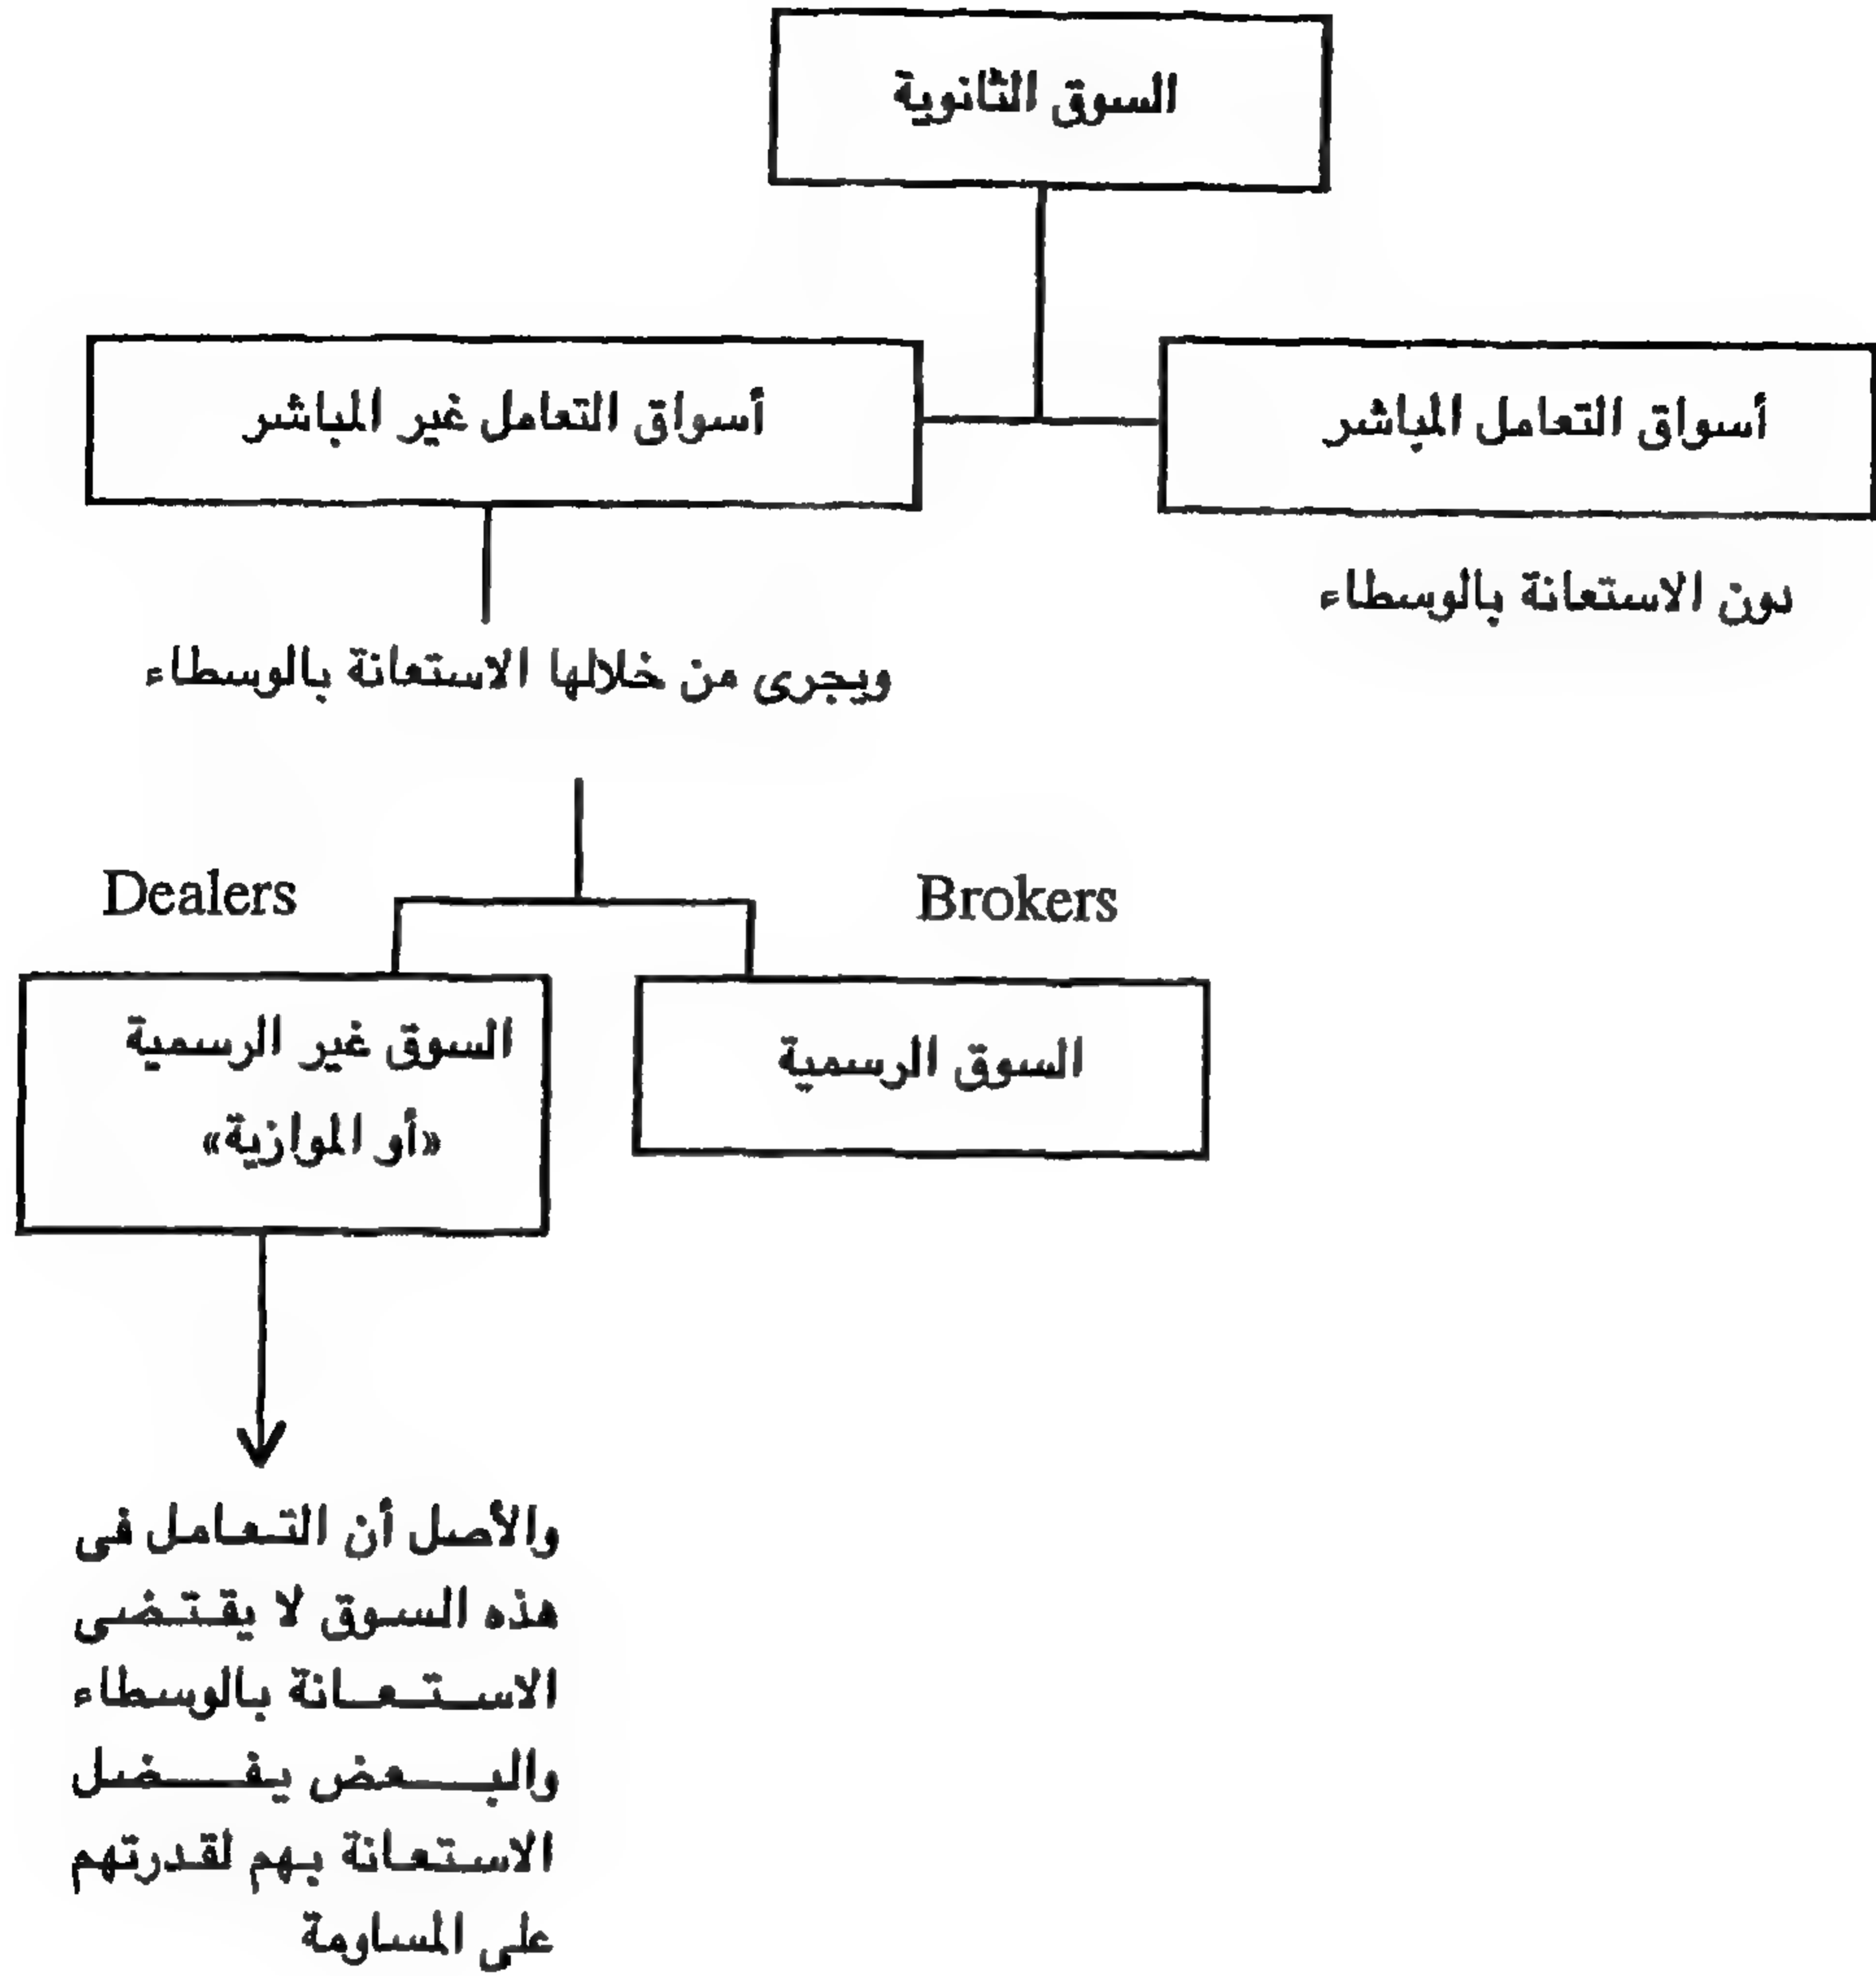 السوق الثانوية
أسواق التعامل المباشر
أسواق التعامل غير المباشر
دون الاستعانة بالوسطاء
ويجرى من خلالها الاستعانة بالوسطاء
Brokers
Dealers
السوق الرسمية
السوق غير الرسمية
«أو الموازية»
والأصل أن التعامل فى
هذه السوق لا يقتضى
الاستعانة بالوسطاء
والبعض يفضل
الاستعانة بهم لقدرتهم
على المساومة